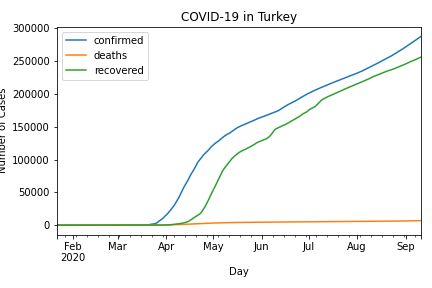 COVID-19 in Turkey
300000
250000
200000
150000
100000
50000
0
Number of Cases
confirmed
deaths
recovered
Feb Mar Apr May Jun Jul Aug Sep
2020
Day